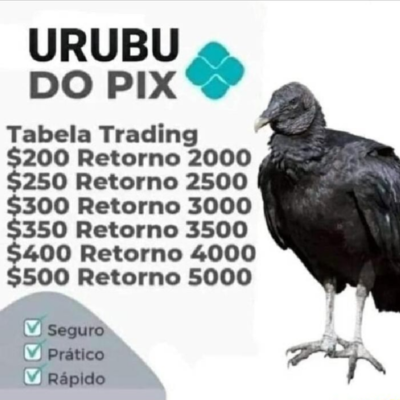 URUBU
DO PIX
Tabela Trading
$200 Retorno 2000
$250 Retorno 2500
$300 Retorno 3000
$350 Retorno 3500
$400 Retorno 4000
$500 Retorno 5000
Seguro
Prático
Rápido